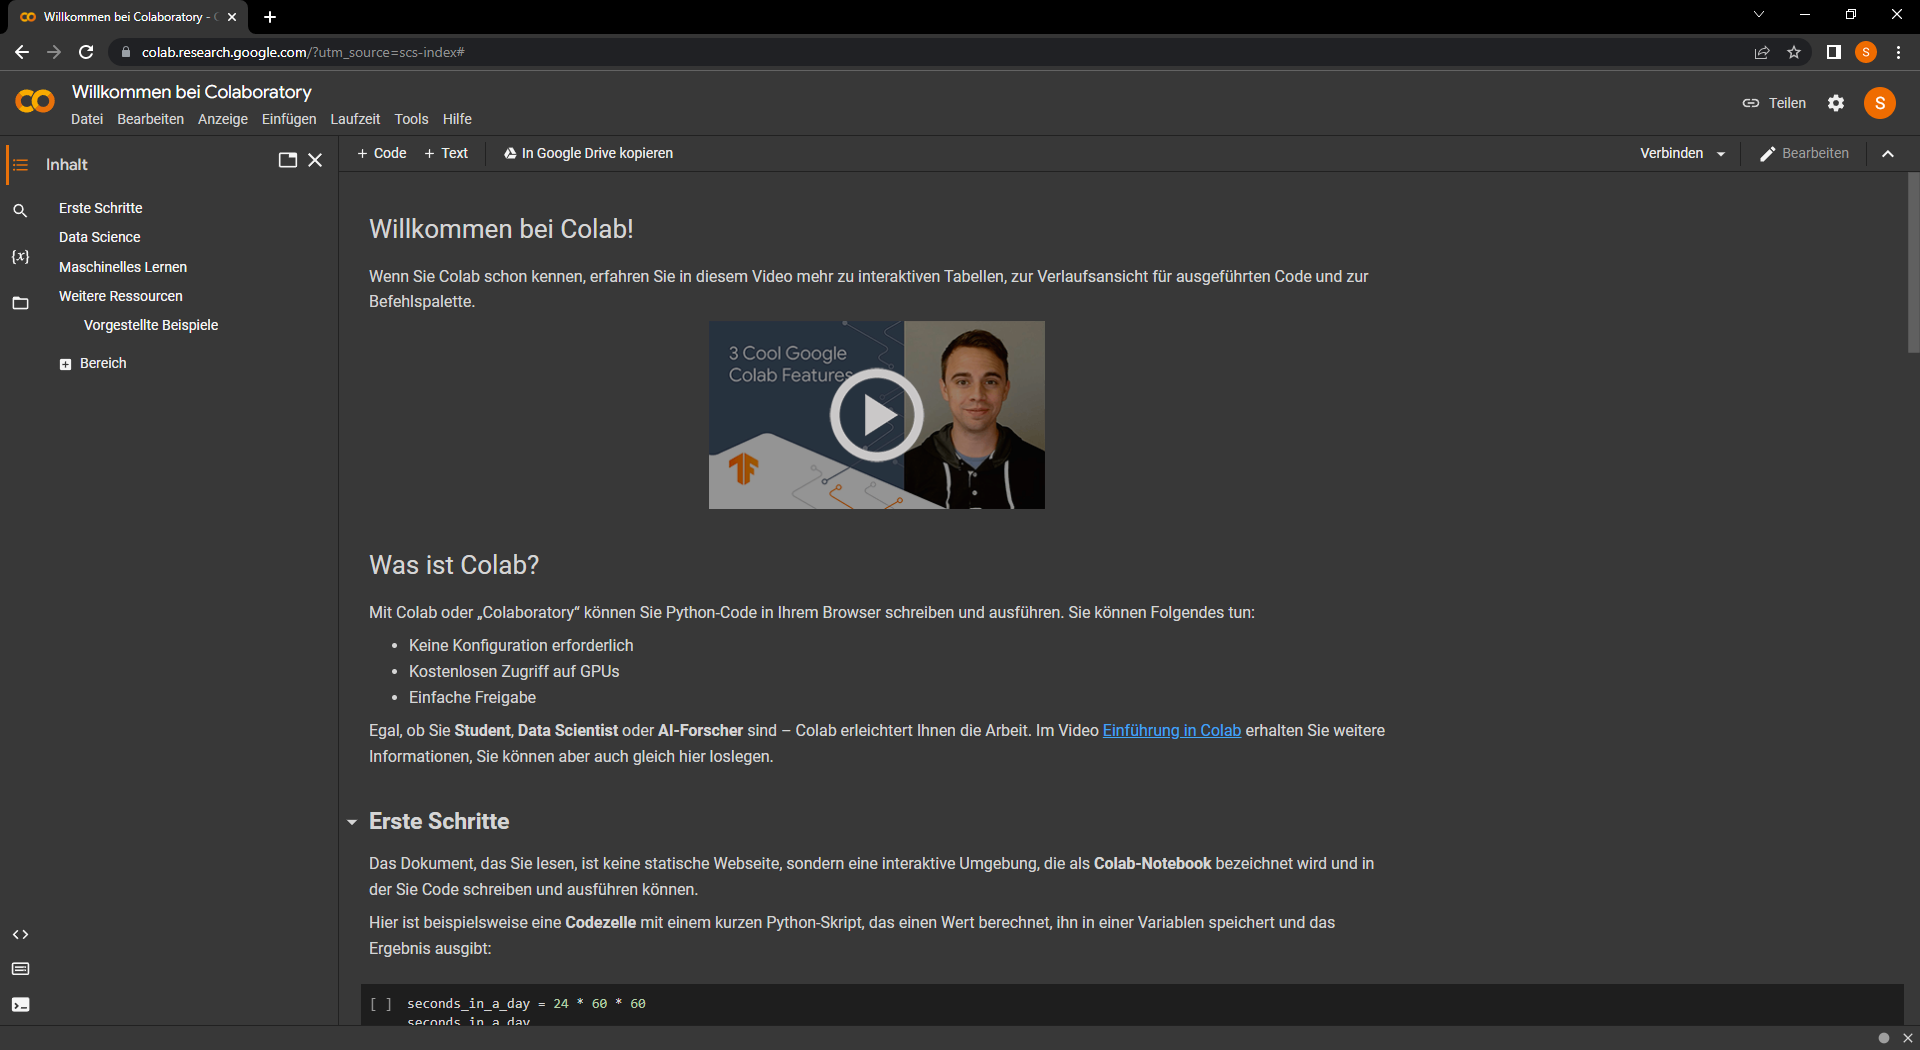 Willkommen bei Colaboratory -
colab.research.google.com/?utm_source=scs-index#
S
Willkommen bei Colaboratory
Datei Bearbeiten Anzeige Einfügen Laufzeit Tools Hilfe
Teilen
S
Inhalt
+ Code + Text In Google Drive kopieren
Verbinden Bearbeiten
Erste Schritte
Data Science
{x}
Maschinelles Lernen
Weitere Ressourcen
Vorgestellte Beispiele
Bereich
Willkommen bei Colab!
Wenn Sie Colab schon kennen, erfahren Sie in diesem Video mehr zu interaktiven Tabellen, zur Verlaufsansicht für ausgeführten Code und zur
Befehlspalette.
3 Cool Google
Colab Features
Was ist Colab?
Mit Colab oder „Colaboratory“ können Sie Python-Code in Ihrem Browser schreiben und ausführen. Sie können Folgendes tun:
• Keine Konfiguration erforderlich
• Kostenlosen Zugriff auf GPUs
• Einfache Freigabe
Egal, ob Sie Student, Data Scientist oder AI-Forscher sind – Colab erleichtert Ihnen die Arbeit. Im Video Einführung in Colab erhalten Sie weitere
Informationen, Sie können aber auch gleich hier loslegen.
Erste Schritte
Das Dokument, das Sie lesen, ist keine statische Webseite, sondern eine interaktive Umgebung, die als Colab-Notebook bezeichnet wird und in
der Sie Code schreiben und ausführen können.
Hier ist beispielsweise eine Codezelle mit einem kurzen Python-Skript, das einen Wert berechnet, ihn in einer Variablen speichert und das
Ergebnis ausgibt:
[ ] seconds_in_a_day = 24 * 60 * 60
seconds_in_a_day